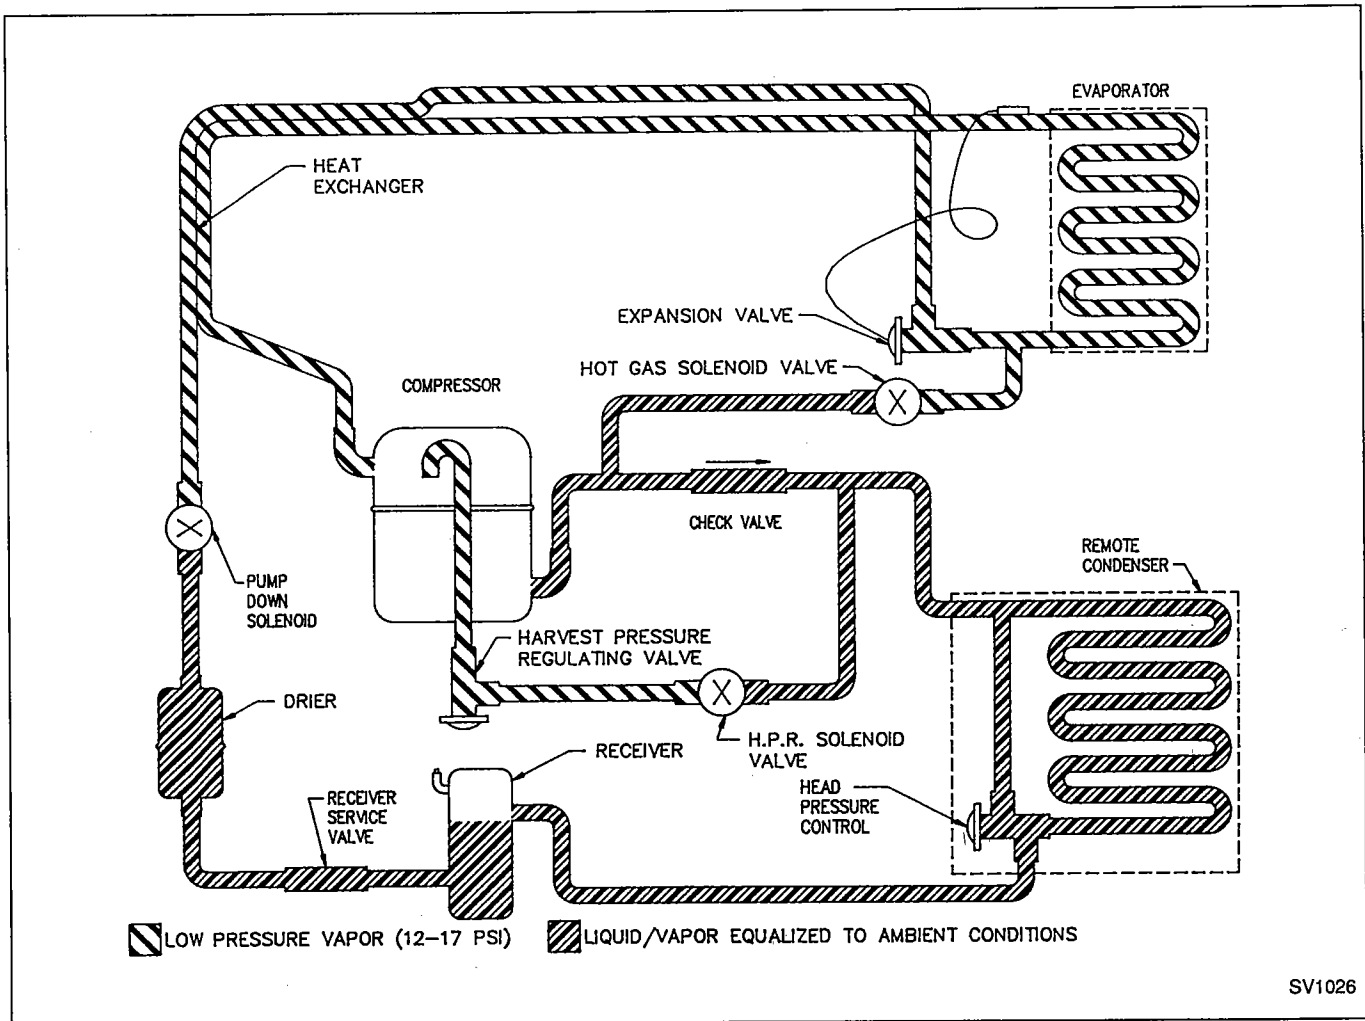 EVAPORATOR
HEAT
EXCHANGER
EXPANSION VALVE
HOT GAS SOLENOID VALVE
COMPRESSOR
CHECK VALVE
REMOTE
CONDENSER
PUMP
DOWN
SOLENOID
HARVEST PRESSURE
REGULATING VALVE
DRIER
H.P.R. SOLENOID
VALVE
RECEIVER
HEAD
PRESSURE
CONTROL
RECEIVER
SERVICE
VALVE
LOW PRESSURE VAPOR (12-17 PSI)
LIQUID/VAPOR EQUALIZED TO AMBIENT CONDITIONS
SV1026